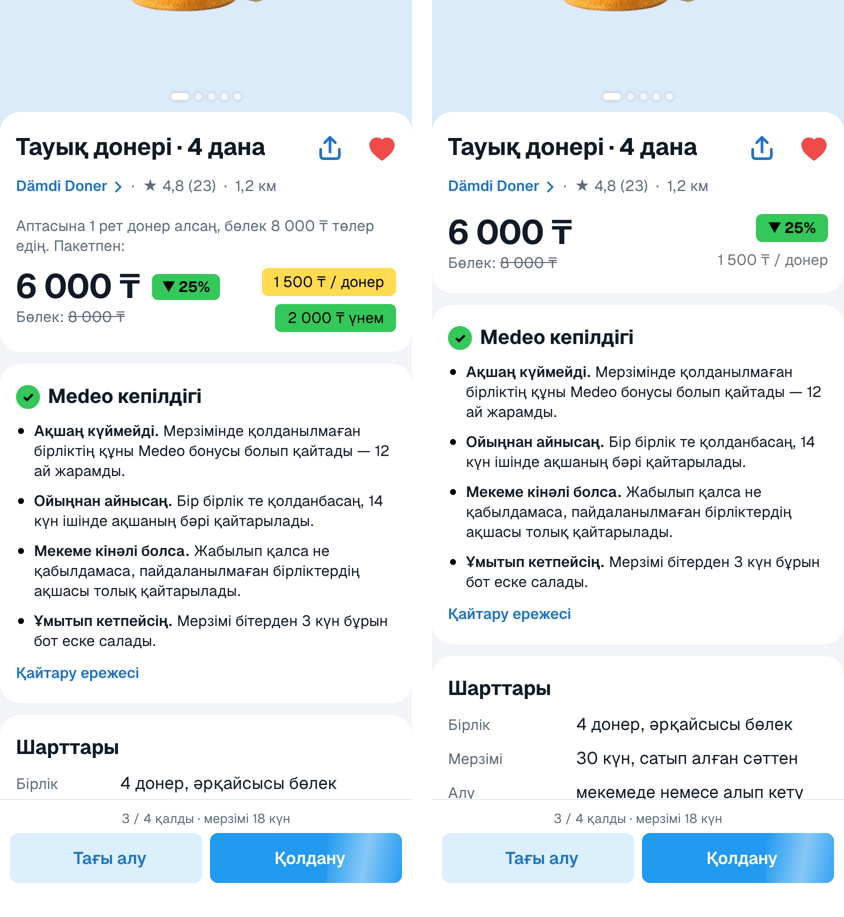 Тауық донері · 4 дана
Dämdi Doner > · ★ 4,8 (23) · 1,2 км
Аптасына 1 рет донер алсаң, бөлек 8 000 ₸ төлер
едің. Пакетпен:
6 000 ₸ ▼ 25% 1 500 ₸ / донер
Бөлек: 8 000 ₸ 2 000 ₸ үнем
Medeo кепілдігі
• Ақшаң күймейді. Мерзімінде қолданылмаған
бірліктің құны Medeo бонусы болып қайтады — 12
ай жарамды.
• Ойыңнан айнысаң. Бір бірлік те қолданбасаң, 14
күн ішінде ақшаның бәрі қайтарылады.
• Мекеме кінәлі болса. Жабылып қалса не
қабылдамаса, пайдаланылмаған бірліктердің
ақшасы толық қайтарылады.
• Ұмытып кетпейсің. Мерзімі бітерден 3 күн бұрын
бот еске салады.
Қайтару ережесі
Шарттары
Бірлік 4 донер, әрқайсысы бөлек
3 / 4 қалды · мерзімі 18 күн
Тағы алу Қолдану
Тауық донері · 4 дана
Dämdi Doner > · ★ 4,8 (23) · 1,2 км
6 000 ₸ ▼ 25%
Бөлек: 8 000 ₸ 1 500 ₸ / донер
Medeo кепілдігі
• Ақшаң күймейді. Мерзімінде қолданылмаған
бірліктің құны Medeo бонусы болып қайтады — 12
ай жарамды.
• Ойыңнан айнысаң. Бір бірлік те қолданбасаң, 14
күн ішінде ақшаның бәрі қайтарылады.
• Мекеме кінәлі болса. Жабылып қалса не
қабылдамаса, пайдаланылмаған бірліктердің
ақшасы толық қайтарылады.
• Ұмытып кетпейсің. Мерзімі бітерден 3 күн бұрын
бот еске салады.
Қайтару ережесі
Шарттары
Бірлік 4 донер, әрқайсысы бөлек
Мерзімі 30 күн, сатып алған сәттен
Алу мекемеде немесе алып кету
3 / 4 қалды · мерзімі 18 күн
Тағы алу Қолдану